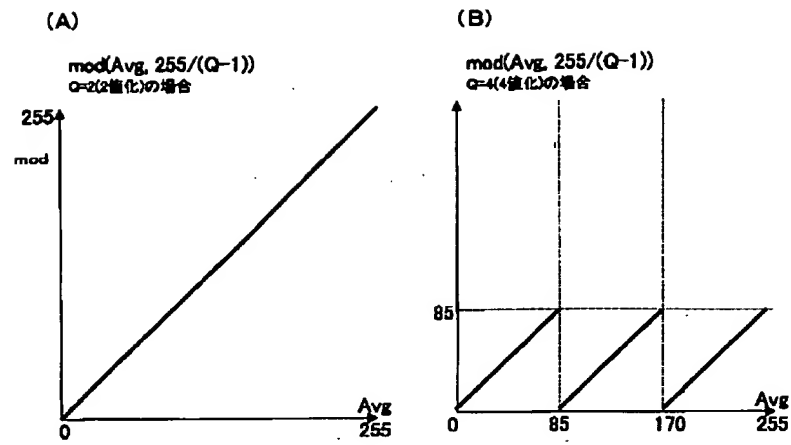 (A)
mod(Avg, 255/(Q-1))
Q=2(2値化)の場合
255
mod
Avg
0
255
(B)
mod(Avg, 255/(Q-1))
Q=4(4値化)の場合
85
Avg
0
85
170
255